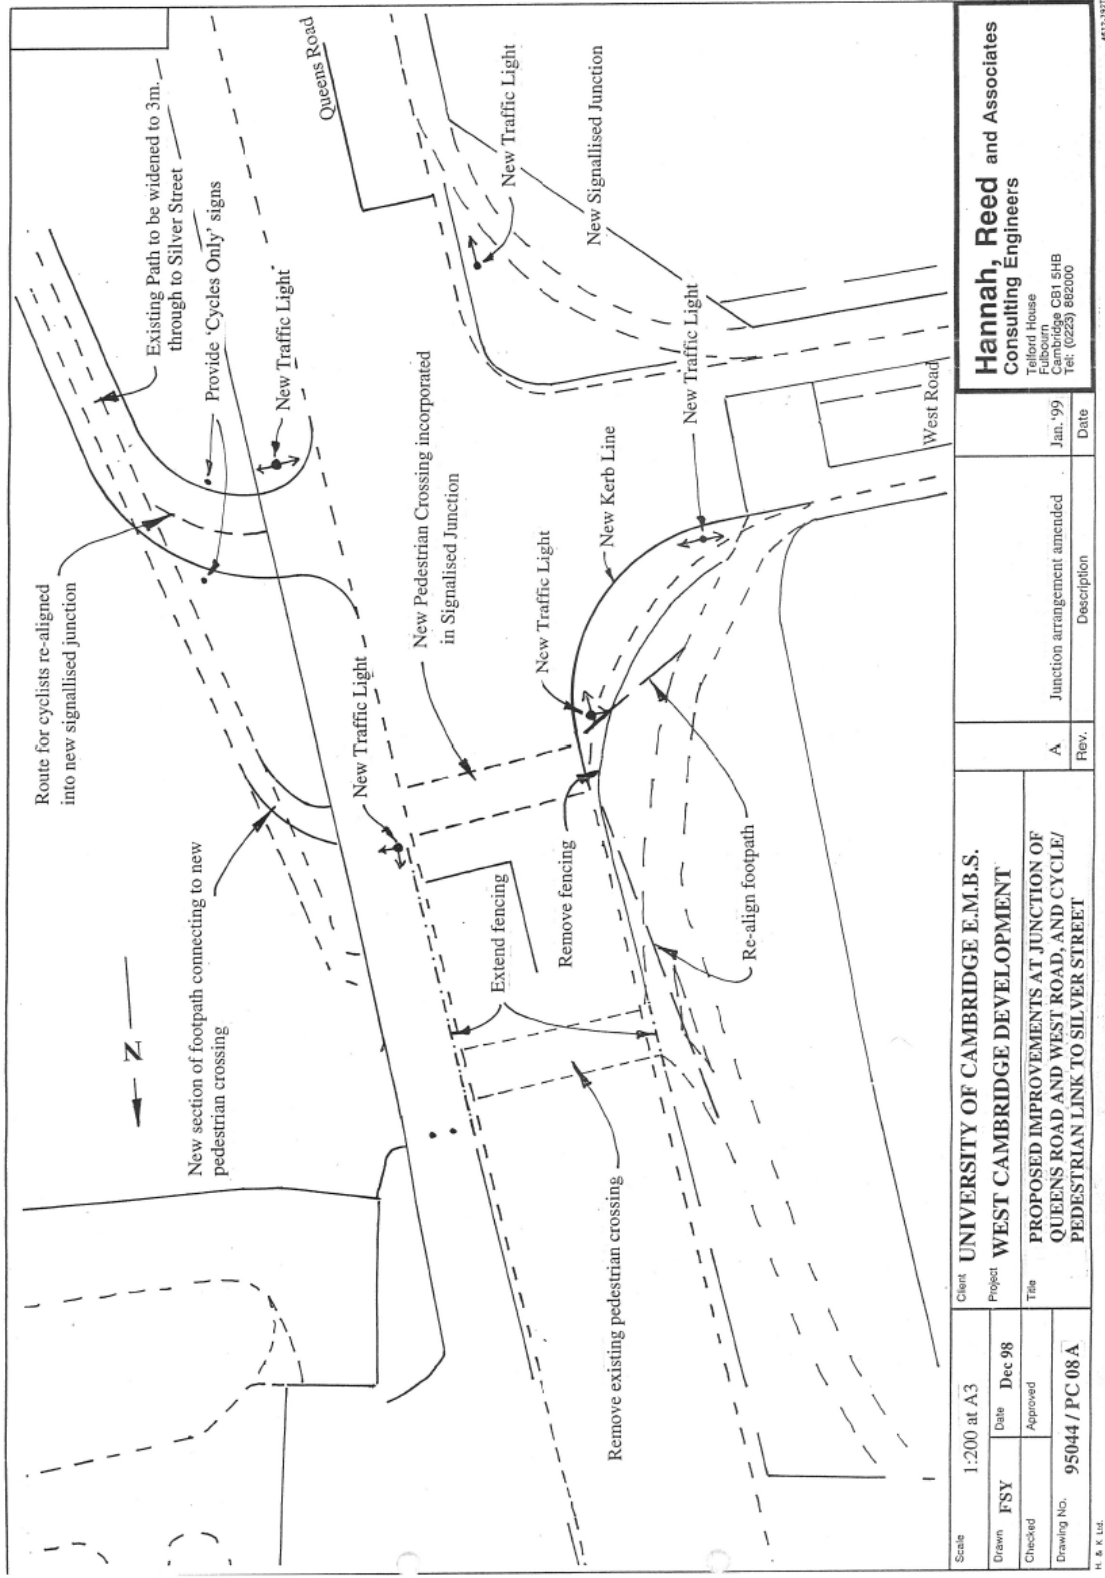 Existing Path to be widened to 3m.
through to Silver Street
Provide 'Cycles Only' signs
New Traffic Light
Queens Road
New Traffic Light
New Signallised Junction
Route for cyclists re-aligned
into new signallised junction
New Pedestrian Crossing incorporated
in Signalised Junction
New Traffic Light
New Traffic Light
New Kerb Line
New Traffic Light
West Road
New section of footpath connecting to new
pedestrian crossing
N
Extend fencing
Remove fencing
Re-align footpath
Remove existing pedestrian crossing
Scale
1:200 at A3
Drawn FSY
Date Dec 98
Checked
Approved
Drawing No. 95044 / PC 08 A
Client UNIVERSITY OF CAMBRIDGE E.M.B.S.
Project WEST CAMBRIDGE DEVELOPMENT
Title PROPOSED IMPROVEMENTS AT JUNCTION OF
QUEENS ROAD AND WEST ROAD, AND CYCLE/
PEDESTRIAN LINK TO SILVER STREET
A Junction arrangement amended Jan. '99
Rev. Description Date
Hannah, Reed and Associates
Consulting Engineers
Telford House
Fulbourn
Cambridge CB1 5HB
Tel: (0223) 882000
H. & K Ltd.